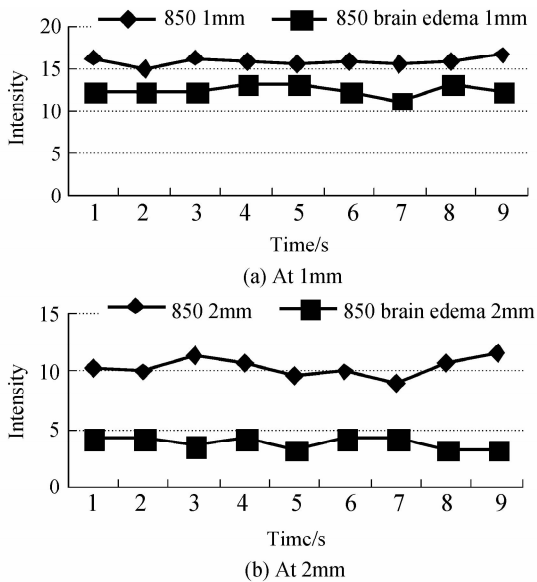 850 1mm
850 brain edema 1mm
20
15
10
5
0
Intensity
1 2 3 4 5 6 7 8 9
Time/s
(a) At 1mm
850 2mm
850 brain edema 2mm
15
10
5
0
Intensity
1 2 3 4 5 6 7 8 9
Timc/s
(b) At 2mm